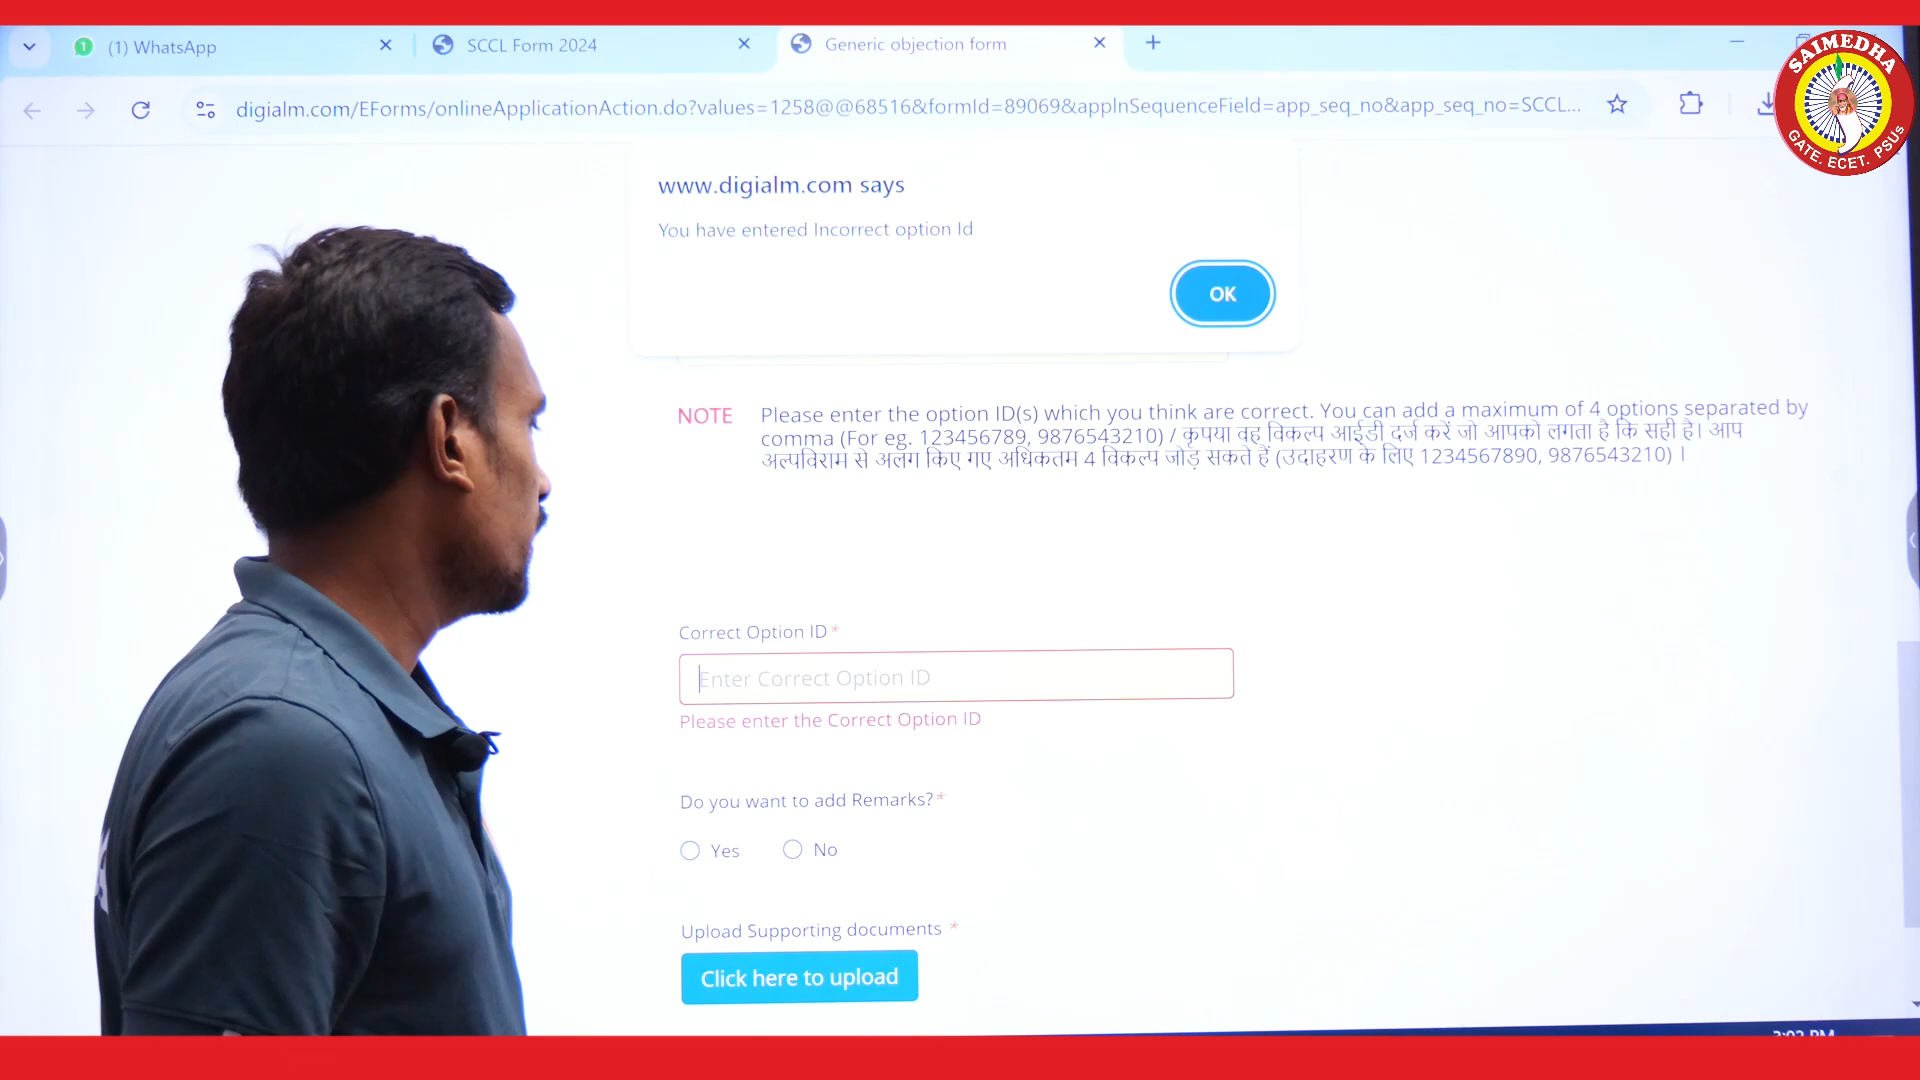 (1) WhatsApp
SCCL Form 2024
Generic objection form
digialm.com/EForms/onlineApplicationAction.do?values=1258@@68516&formId=89069&applnSequenceField=app_seq_no&app_seq_no=SCCL...
SAIMEDHA
GATE. ECET. PSUs
www.digialm.com says
You have entered Incorrect option Id
OK
NOTE Please enter the option ID(s) which you think are correct. You can add a maximum of 4 options separated by
comma (For eg. 123456789, 9876543210) / कृपया वह विकल्प आईडी दर्ज करें जो आपको लगता है कि सही है। आप
अल्पविराम से अलग किए गए अधिकतम 4 विकल्प जोड़ सकते हैं (उदाहरण के लिए 1234567890, 9876543210) ।
Correct Option ID *
Enter Correct Option ID
Please enter the Correct Option ID
Do you want to add Remarks? *
Yes No
Upload Supporting documents *
Click here to upload